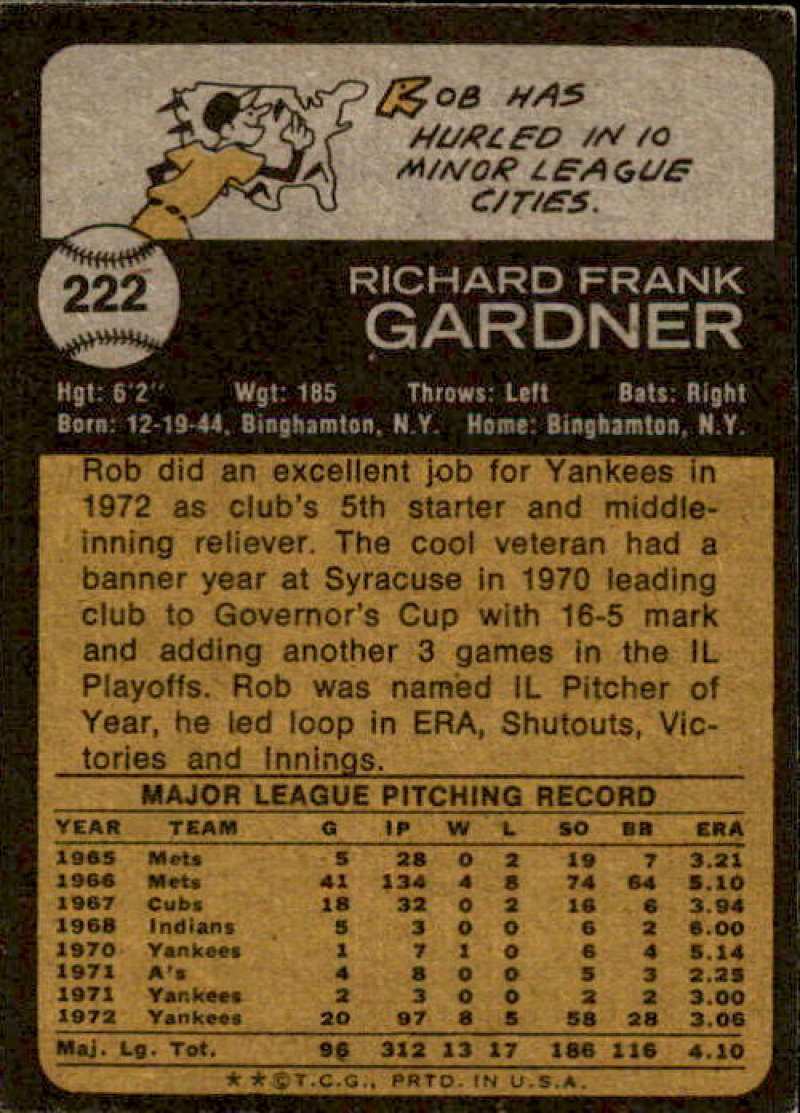 ROB HAS
HURLED IN 10
MINOR LEAGUE
CITIES.
222
RICHARD FRANK
GARDNER
Hgt: 6'2" Wgt: 185 Throws: Left Bats: Right
Born: 12-19-44, Binghamton, N.Y. Home: Binghamton, N.Y.
Rob did an excellent job for Yankees in
1972 as club's 5th starter and middle-
inning reliever. The cool veteran had a
banner year at Syracuse in 1970 leading
club to Governor's Cup with 16-5 mark
and adding another 3 games in the IL
Playoffs. Rob was named IL Pitcher of
Year, he led loop in ERA, Shutouts, Vic-
tories and Innings.
MAJOR LEAGUE PITCHING RECORD
YEAR TEAM G IP W L SO BB ERA
1965 Mets 5 28 0 2 19 7 3.21
1966 Mets 41 134 4 8 74 64 5.10
1967 Cubs 18 32 0 2 16 6 3.94
1968 Indians 5 3 0 0 6 2 6.00
1970 Yankees 1 7 1 0 6 4 5.14
1971 A's 4 8 0 0 5 3 2.25
1971 Yankees 2 3 0 0 2 2 3.00
1972 Yankees 20 97 8 5 58 28 3.06
Maj. Lg. Tot. 96 312 13 17 186 116 4.10
**©T.C.G., PRTD. IN U.S.A.